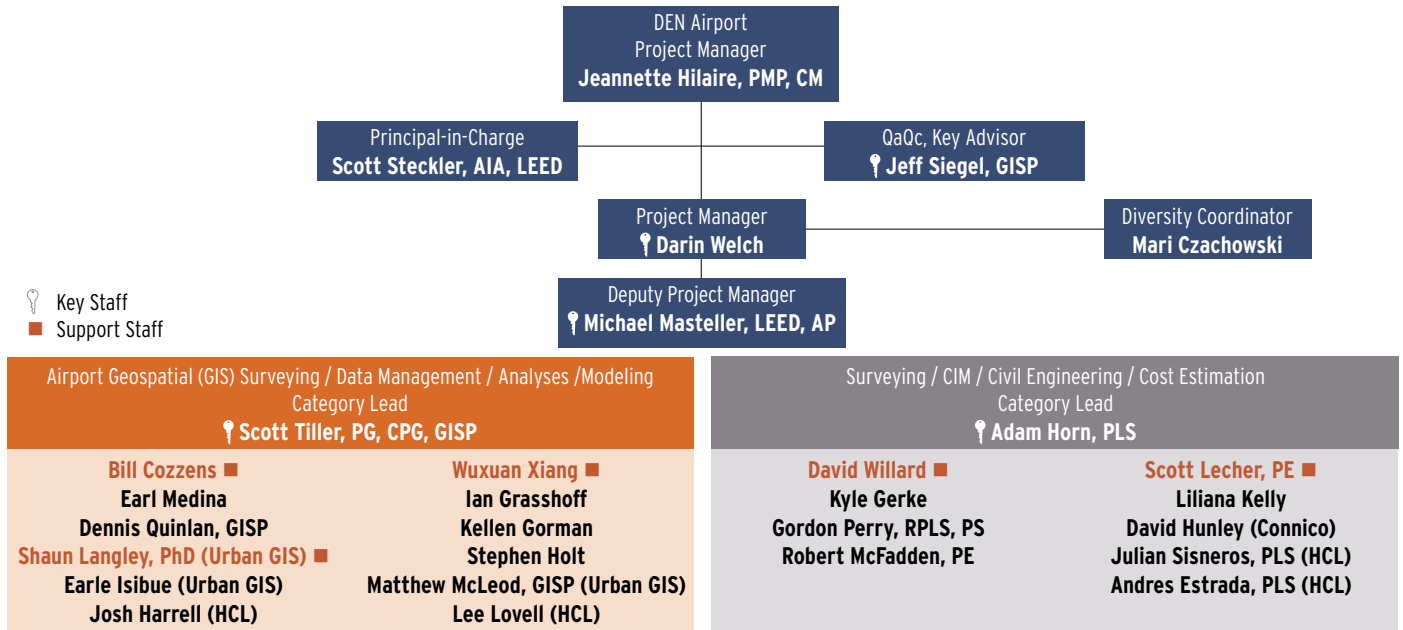 DEN Airport
Project Manager
Jeannette Hilaire, PMP, CM
Principal-in-Charge
Scott Steckler, AIA, LEED
QaQc, Key Advisor
Jeff Siegel, GISP
Project Manager
Darin Welch
Diversity Coordinator
Mari Czachowski
Deputy Project Manager
Michael Masteller, LEED, AP
Key Staff
Support Staff
Airport Geospatial (GIS) Surveying / Data Management / Analyses /Modeling
Category Lead
Scott Tiller, PG, CPG, GISP
Bill Cozzens
Earl Medina
Dennis Quinlan, GISP
Shaun Langley, PhD (Urban GIS)
Earle Isibue (Urban GIS)
Josh Harrell (HCL)
Wuxuan Xiang
Ian Grasshoff
Kellen Gorman
Stephen Holt
Matthew McLeod, GISP (Urban GIS)
Lee Lovell (HCL)
Surveying / CIM / Civil Engineering / Cost Estimation
Category Lead
Adam Horn, PLS
David Willard
Kyle Gerke
Gordon Perry, RPLS, PS
Robert McFadden, PE
Scott Lecher, PE
Liliana Kelly
David Hunley (Connico)
Julian Sisneros, PLS (HCL)
Andres Estrada, PLS (HCL)